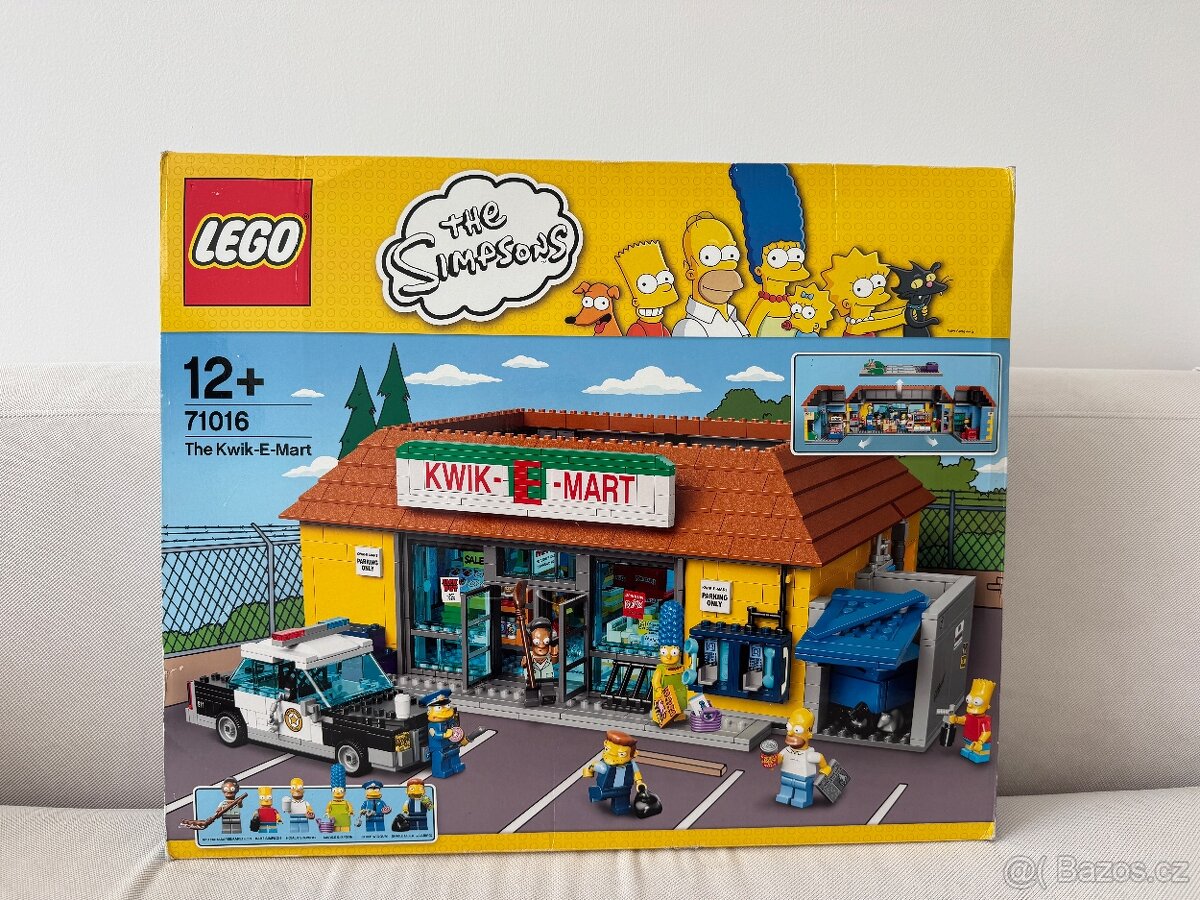 LEGO
THE
SIMPSONS
12+
71016
The Kwik-E-Mart
KWIK-E-MART
SALE
PARKING
ONLY
PARKING
ONLY
@( Bazos.cz